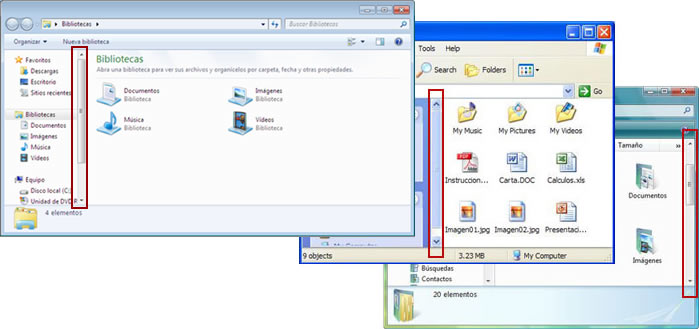 Bibliotecas
Buscar Bibliotecas
Organizar
Nueva biblioteca
Favoritos
Descargas
Escritorio
Sitios recientes
Bibliotecas
Documentos
Imágenes
Música
Vídeos
Equipo
Disco local (C:)
Unidad de DVD R
Bibliotecas
Abra una biblioteca para ver sus archivos y organícelos por carpeta, fecha y otras propiedades.
Documentos
Biblioteca
Imágenes
Biblioteca
Música
Biblioteca
Vídeos
Biblioteca
4 elementos
Tools Help
Search Folders
Go
My Music My Pictures My Videos
Instruccion... Carta.DOC Calculos.xls
Imagen01.jpg Imagen02.jpg Presentaci...
9 objects 3.23 MB My Computer
Tamaño »
Documentos
Imágenes
Búsquedas
Contactos
20 elementos